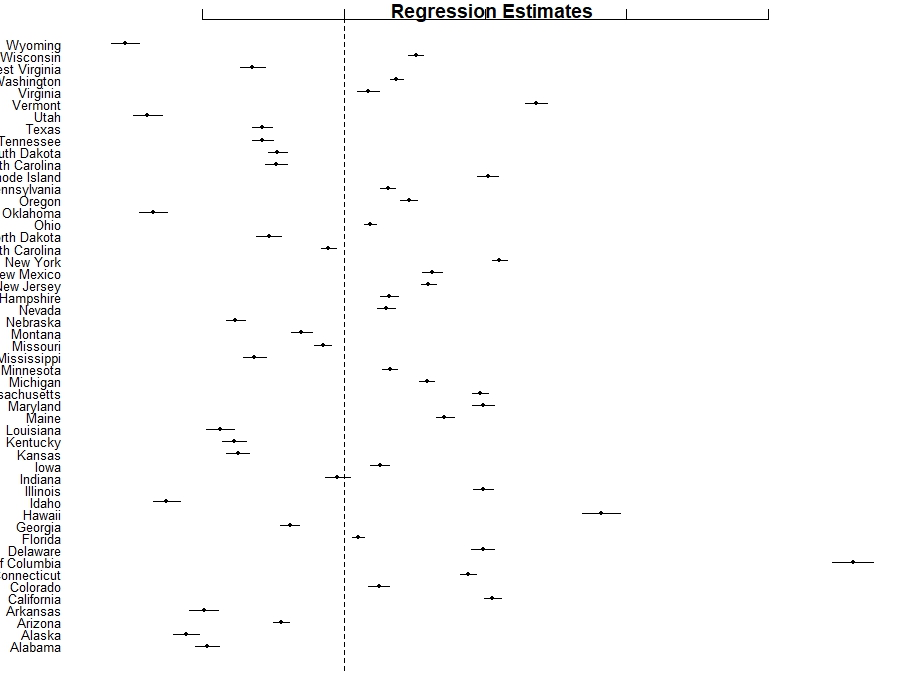 Regression Estimates
Wyoming
Wisconsin
est Virginia
Washington
Virginia
Vermont
Utah
Texas
Tennessee
uth Dakota
th Carolina
ode Island
nnsylvania
Oregon
Oklahoma
Ohio
rth Dakota
th Carolina
New York
ew Mexico
New Jersey
Hampshire
Nevada
Nebraska
Montana
Missouri
Mississippi
Minnesota
Michigan
sachusetts
Maryland
Maine
Louisiana
Kentucky
Kansas
Iowa
Indiana
Illinois
Idaho
Hawaii
Georgia
Florida
Delaware
f Columbia
onnecticut
Colorado
California
Arkansas
Arizona
Alaska
Alabama